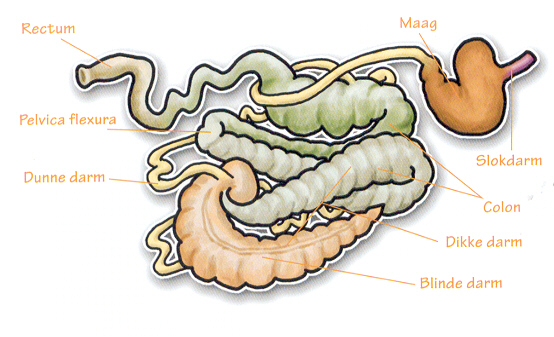 Maag
Rectum
Pelvica flexura
Slokdarm
Dunne darm
Colon
Dikke darm
Blinde darm